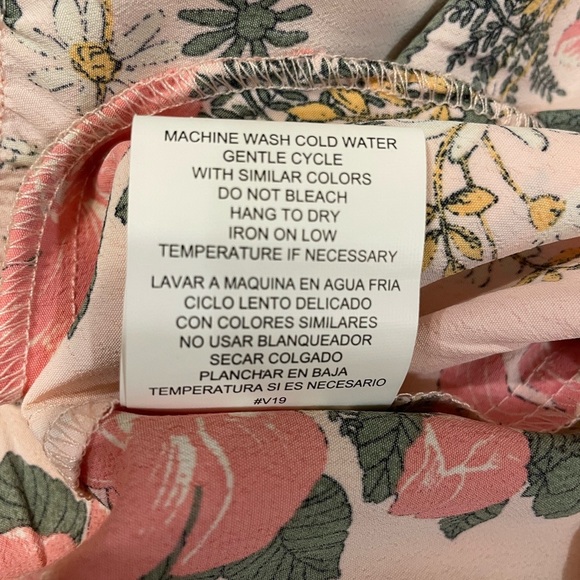 MACHINE WASH COLD WATER
GENTLE CYCLE
WITH SIMILAR COLORS
DO NOT BLEACH
HANG TO DRY
IRON ON LOW
TEMPERATURE IF NECESSARY
LAVAR A MAQUINA EN AGUA FRIA
CICLO LENTO DELICADO
CON COLORES SIMILARES
NO USAR BLANQUEADOR
SECAR COLGADO
PLANCHAR EN BAJA
TEMPERATURA SI ES NECESARIO
#V19